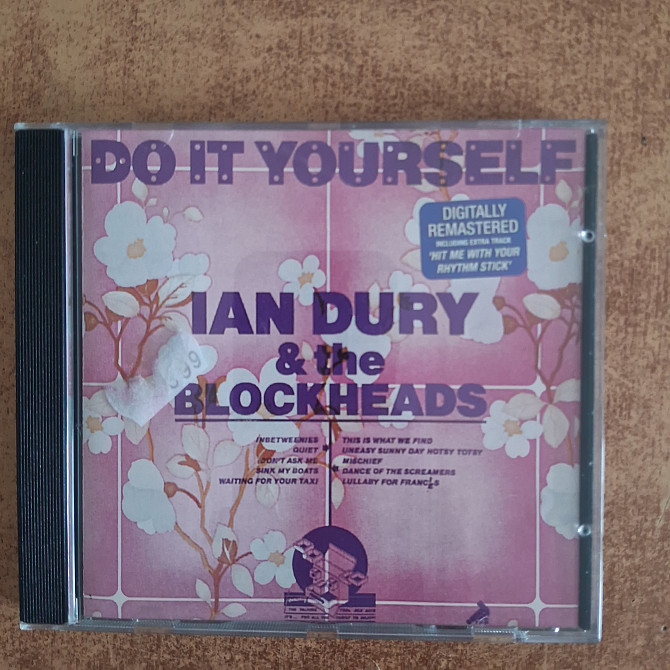 DO IT YOURSELF
DIGITALLY
REMASTERED
INCLUDING EXTRA TRACK
'HIT ME WITH YOUR
RHYTHM STICK'
IAN DURY
& the
BLOCKHEADS
INBETWEENIES
QUIET
DON'T ASK ME
SINK MY BOATS
WAITING FOR YOUR TAXI
THIS IS WHAT WE FIND
UNEASY SUNNY DAY HOTSY TOTSY
MISCHIEF
DANCE OF THE SCREAMERS
LULLABY FOR FRANCIES